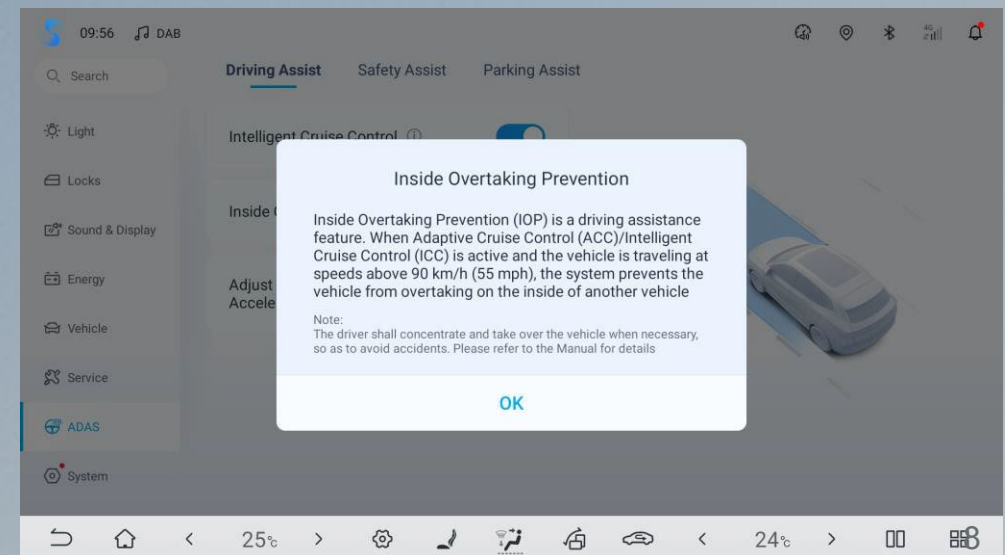 09:56 DAB
4G
Search
Driving Assist Safety Assist Parking Assist
Light
Intelligent Cruise Control
Locks
Inside Overtaking Prevention
Inside
Inside Overtaking Prevention (IOP) is a driving assistance
feature. When Adaptive Cruise Control (ACC)/Intelligent
Cruise Control (ICC) is active and the vehicle is traveling at
speeds above 90 km/h (55 mph), the system prevents the
vehicle from overtaking on the inside of another vehicle
Note:
The driver shall concentrate and take over the vehicle when necessary,
so as to avoid accidents. Please refer to the Manual for details
OK
Sound & Display
Energy
Adjust
Accele
Vehicle
Service
ADAS
System
25°c
24°c
8